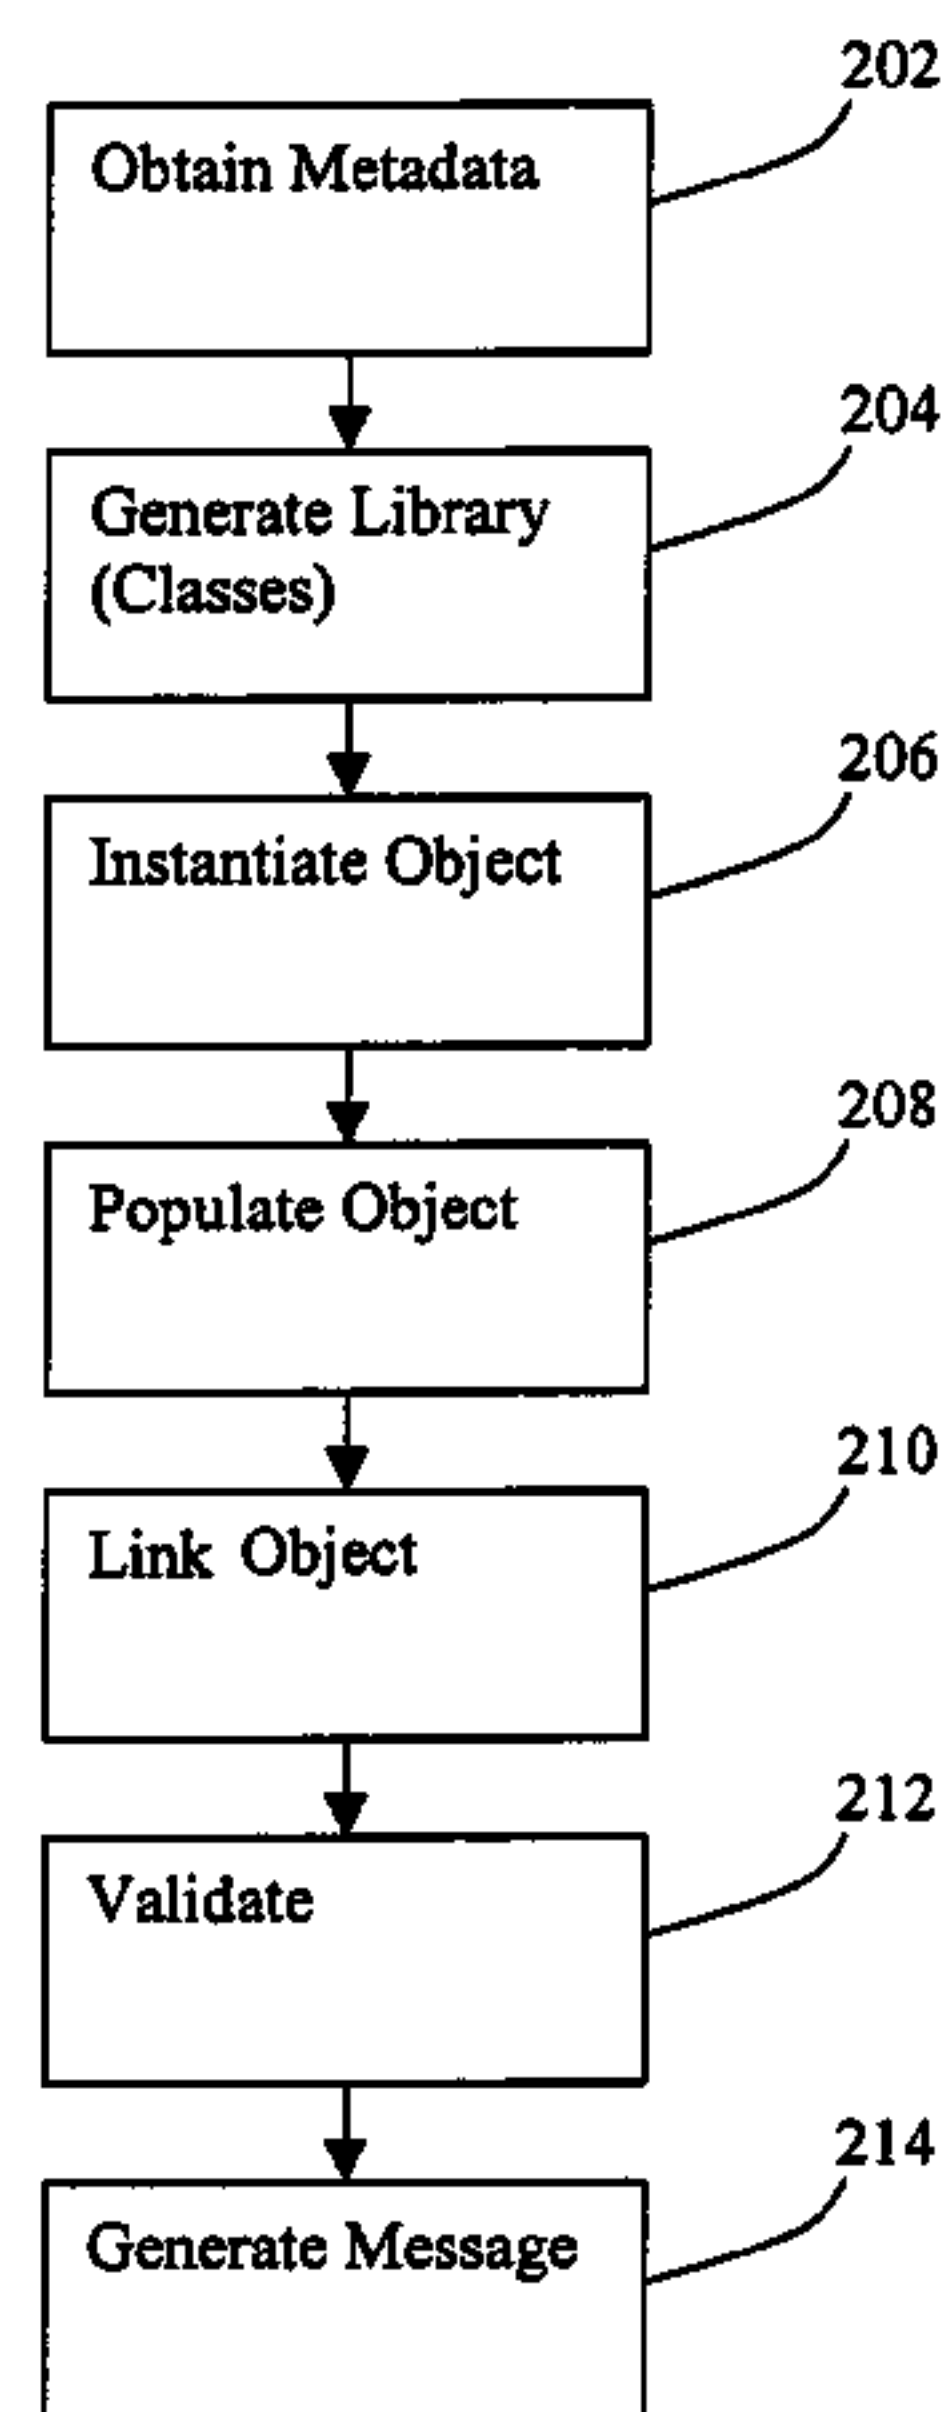 202
Obtain Metadata
204
Generate Library
(Classes)
206
Instantiate Object
208
Populate Object
210
Link Object
212
Validate
214
Generate Message